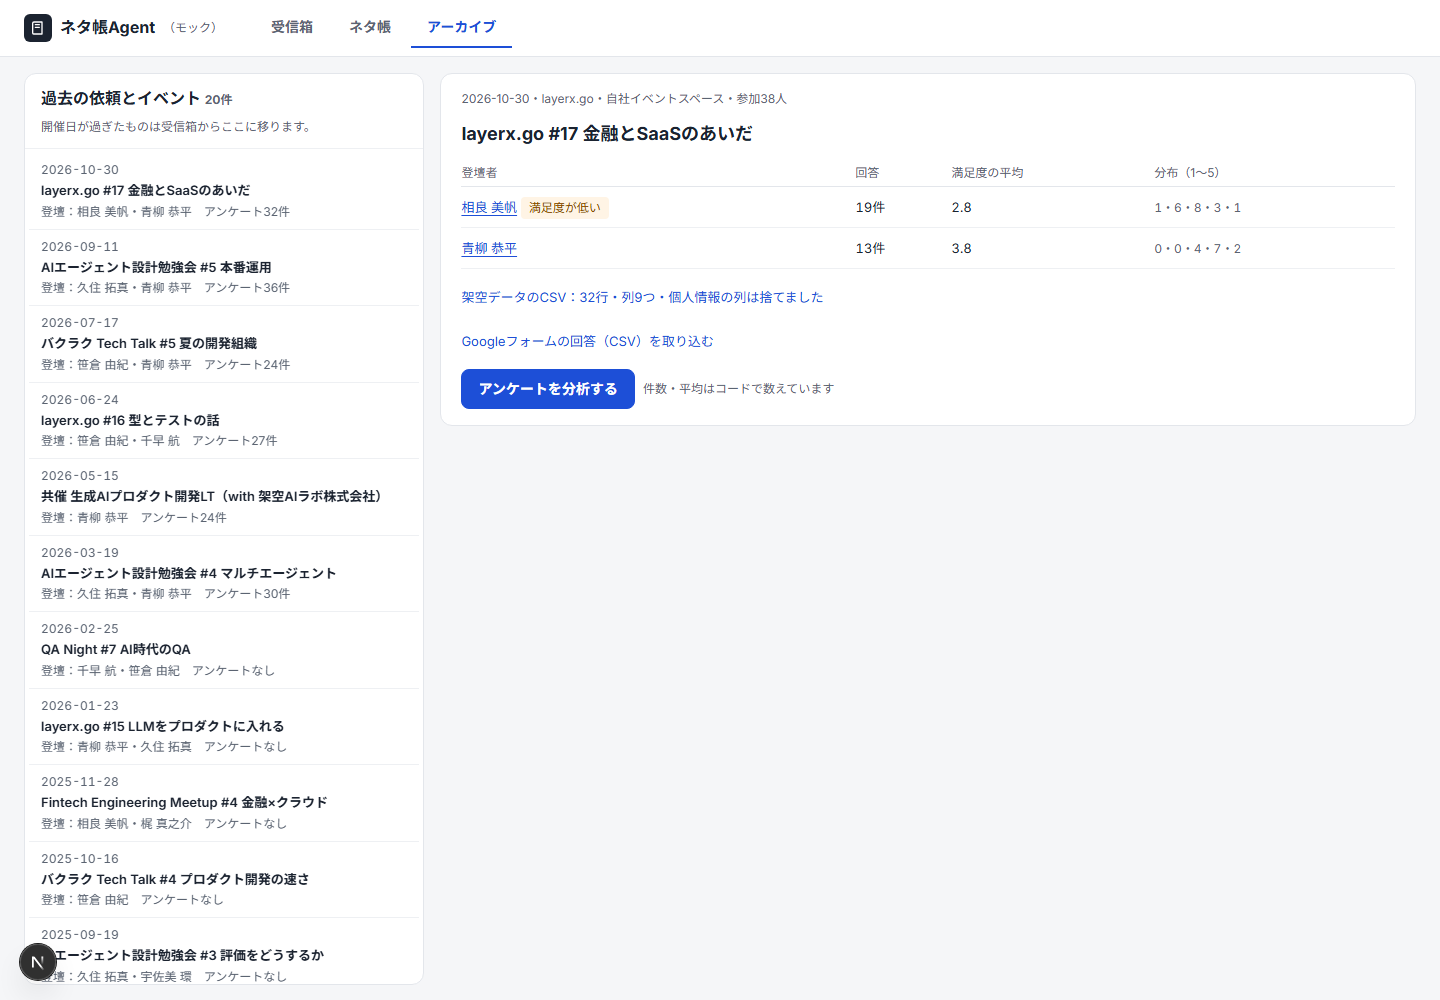 ネタ帳Agent （モック） 受信箱 ネタ帳 アーカイブ
過去の依頼とイベント 20件
開催日が過ぎたものは受信箱からここに移ります。
2026-10-30
layerx.go #17 金融とSaaSのあいだ
登壇：相良 美帆・青柳 恭平 アンケート32件
2026-09-11
AIエージェント設計勉強会 #5 本番運用
登壇：久住 拓真・青柳 恭平 アンケート36件
2026-07-17
バクラク Tech Talk #5 夏の開発組織
登壇：笹倉 由紀・青柳 恭平 アンケート24件
2026-06-24
layerx.go #16 型とテストの話
登壇：笹倉 由紀・千早 航 アンケート27件
2026-05-15
共催 生成AIプロダクト開発LT（with 架空AIラボ株式会社）
登壇：青柳 恭平 アンケート24件
2026-03-19
AIエージェント設計勉強会 #4 マルチエージェント
登壇：久住 拓真・青柳 恭平 アンケート30件
2026-02-25
QA Night #7 AI時代のQA
登壇：千早 航・笹倉 由紀 アンケートなし
2026-01-23
layerx.go #15 LLMをプロダクトに入れる
登壇：青柳 恭平・久住 拓真 アンケートなし
2025-11-28
Fintech Engineering Meetup #4 金融×クラウド
登壇：相良 美帆・梶 真之介 アンケートなし
2025-10-16
バクラク Tech Talk #4 プロダクト開発の速さ
登壇：笹倉 由紀 アンケートなし
2025-09-19
エージェント設計勉強会 #3 評価をどうするか
登壇：久住 拓真・宇佐美 環 アンケートなし
N
2026-10-30・layerx.go・自社イベントスペース・参加38人
layerx.go #17 金融とSaaSのあいだ
登壇者 回答 満足度の平均 分布（1〜5）
相良 美帆 満足度が低い 19件 2.8 1・6・8・3・1
青柳 恭平 13件 3.8 0・0・4・7・2
架空データのCSV：32行・列9つ・個人情報の列は捨てました
Googleフォームの回答（CSV）を取り込む
アンケートを分析する 件数・平均はコードで数えています